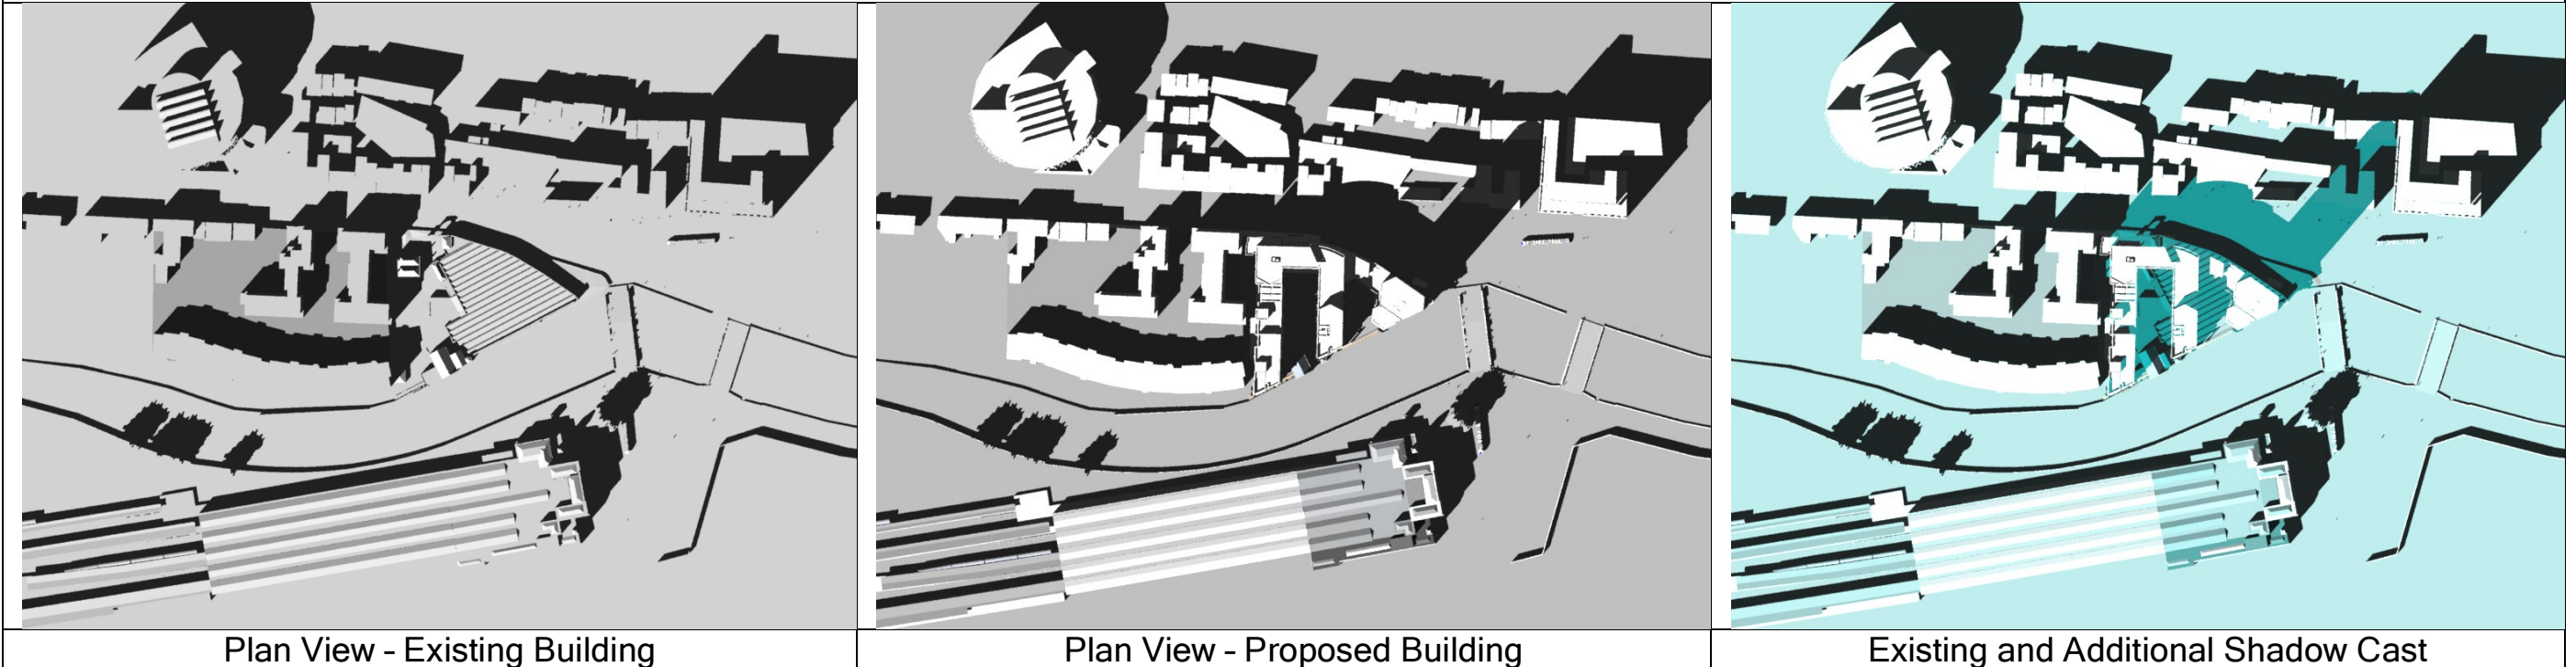 Plan View – Existing Building
Plan View – Proposed Building
Existing and Additional Shadow Cast